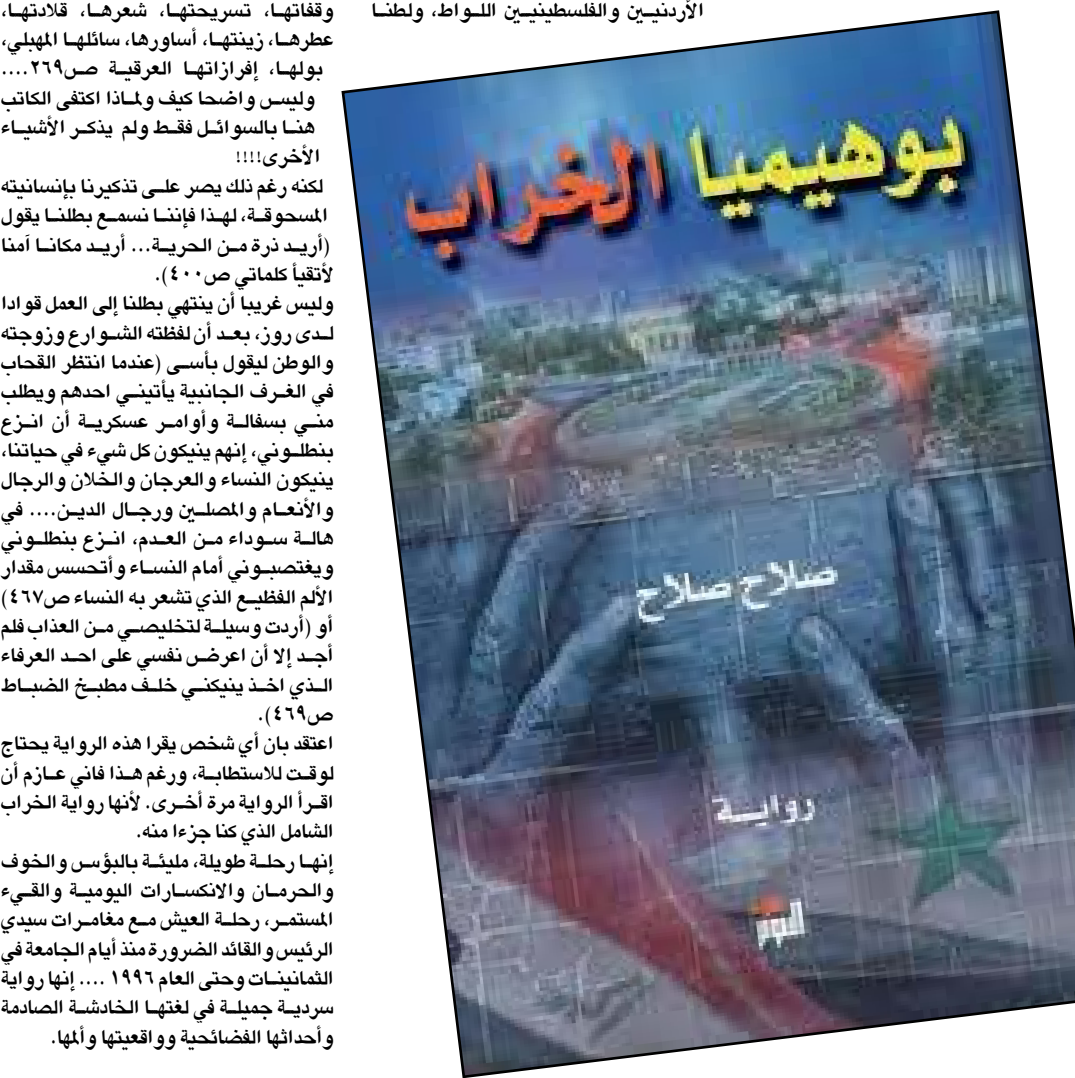 الأردنيين والفلسطينيين اللواط، ولطنا
بوهيميا الخراب
صلاح صلاح
رواية
وقفاتها، تسريحتها، شعرها، قلادتها،
عطرها، زينتها، أساورها، سائلها المهبلي،
بولها، إفرازاتها العرقية ص٢٦٩....
وليس واضحا كيف ولماذا اكتفى الكاتب
هنا بالسوائل فقط ولم يذكر الأشياء
الأخرى!!!!
لكنه رغم ذلك يصر على تذكيرنا بإنسانيته
المسحوقة، لهذا فإننا نسمع بطلنا يقول
(أريد ذرة من الحرية... أريد مكانا آمنا
لأتقيأ كلماتي ص٤٠٠).
وليس غريبا أن ينتهي بطلنا إلى العمل قوادا
لدى روز، بعد أن لفظته الشوارع وزوجته
والوطن ليقول بأسى (عندما انتظر القحاب
في الغرف الجانبية يأتيني احدهم ويطلب
مني بسفالة وأوامر عسكرية أن انزع
بنطلوني، إنهم ينيكون كل شيء في حياتنا،
ينيكون النساء والعرجان والخلان والرجال
والأنعام والمصلين ورجال الدين.... في
هالة سوداء من العدم، انزع بنطلوني
ويغتصبوني أمام النساء وأتحسس مقدار
الألم الفظيع الذي تشعر به النساء ص٤٦٧)
أو (أردت وسيلة لتخليصي من العذاب فلم
أجد إلا أن اعرض نفسي على احد العرفاء
الذي اخذ ينيكني خلف مطبخ الضباط
ص٤٦٩).
اعتقد بان أي شخص يقرا هذه الرواية يحتاج
لوقت للاستطابة، ورغم هذا فاني عازم أن
اقرأ الرواية مرة أخرى. لأنها رواية الخراب
الشامل الذي كنا جزءا منه.
إنها رحلة طويلة، مليئة بالبؤس والخوف
والحرمان والانكسارات اليومية والقيء
المستمر، رحلة العيش مع مغامرات سيدي
الرئيس والقائد الضرورة منذ أيام الجامعة في
الثمانينات وحتى العام ١٩٩٦ .... إنها رواية
سردية جميلة في لغتها الخادشة الصادمة
وأحداثها الفضائحية وواقعيتها وألمها.